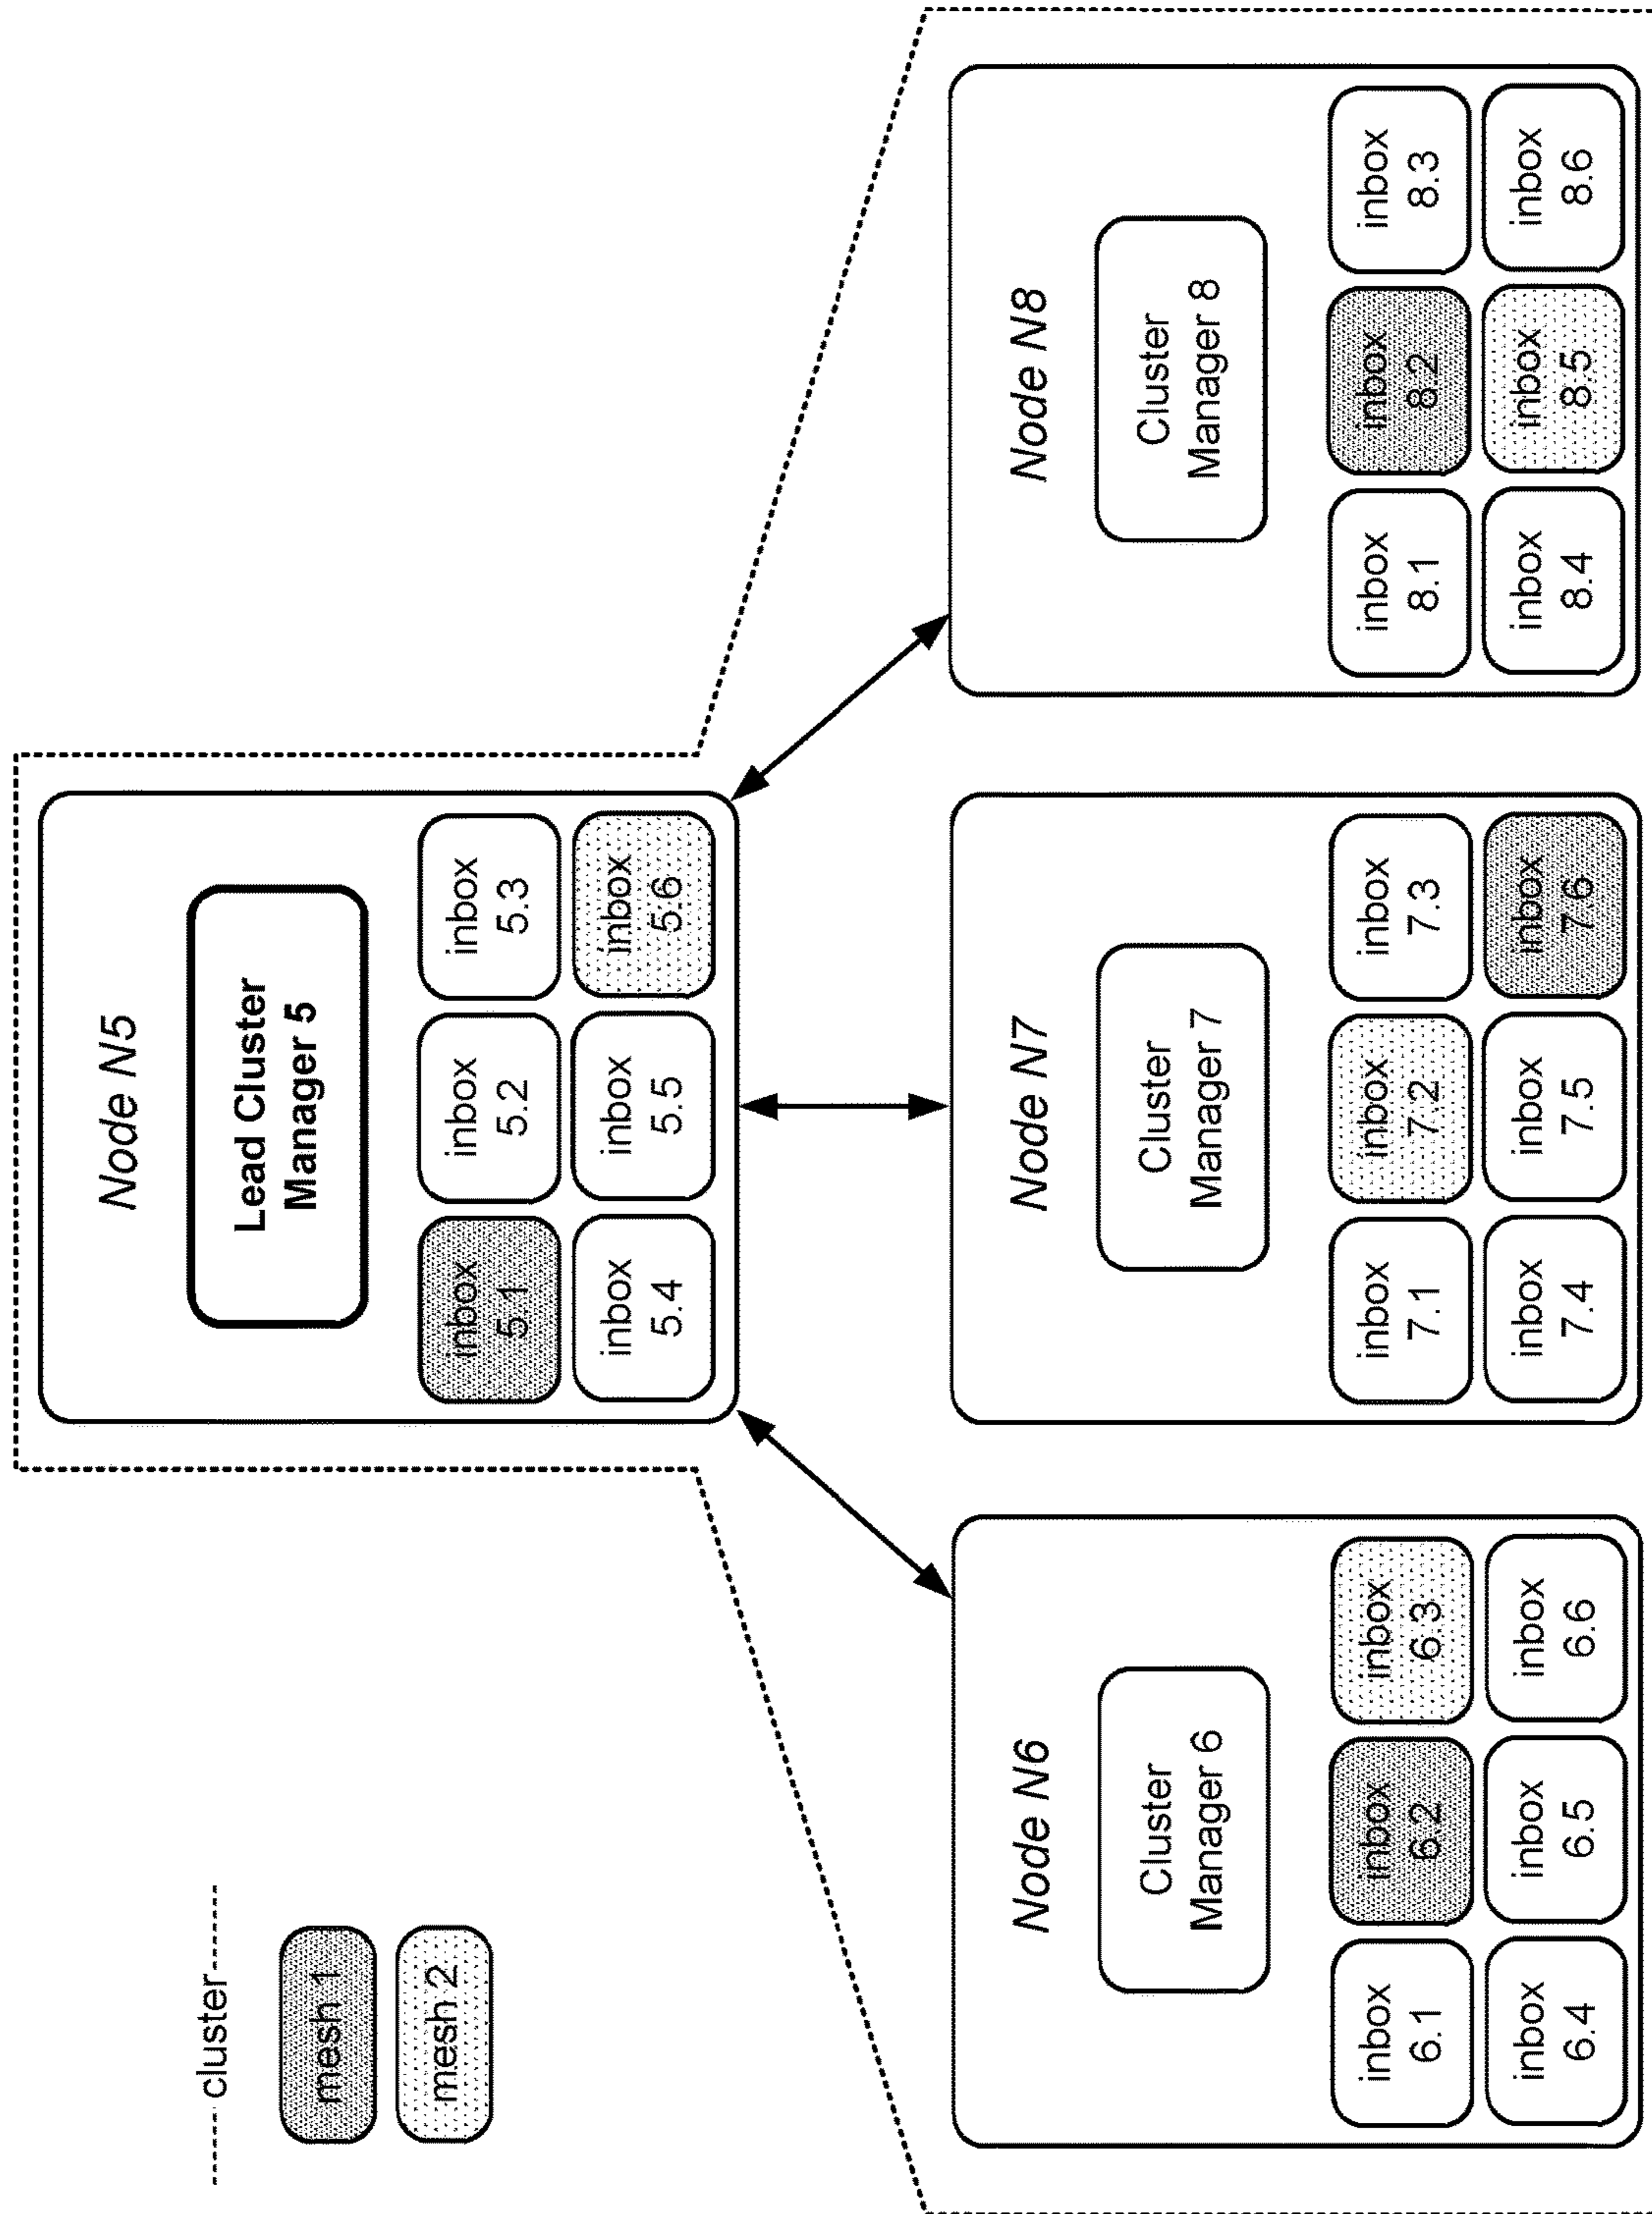 cluster
mesh 1
mesh 2
Node N5
Lead Cluster
Manager 5
inbox
5.1
inbox
5.2
inbox
5.3
inbox
5.4
inbox
5.5
inbox
5.6
Node N6
Cluster
Manager 6
inbox
6.1
inbox
6.2
inbox
6.3
inbox
6.4
inbox
6.5
inbox
6.6
Node N7
Cluster
Manager 7
inbox
7.1
inbox
7.2
inbox
7.3
inbox
7.4
inbox
7.5
inbox
7.6
Node N8
Cluster
Manager 8
inbox
8.1
inbox
8.2
inbox
8.3
inbox
8.4
inbox
8.5
inbox
8.6